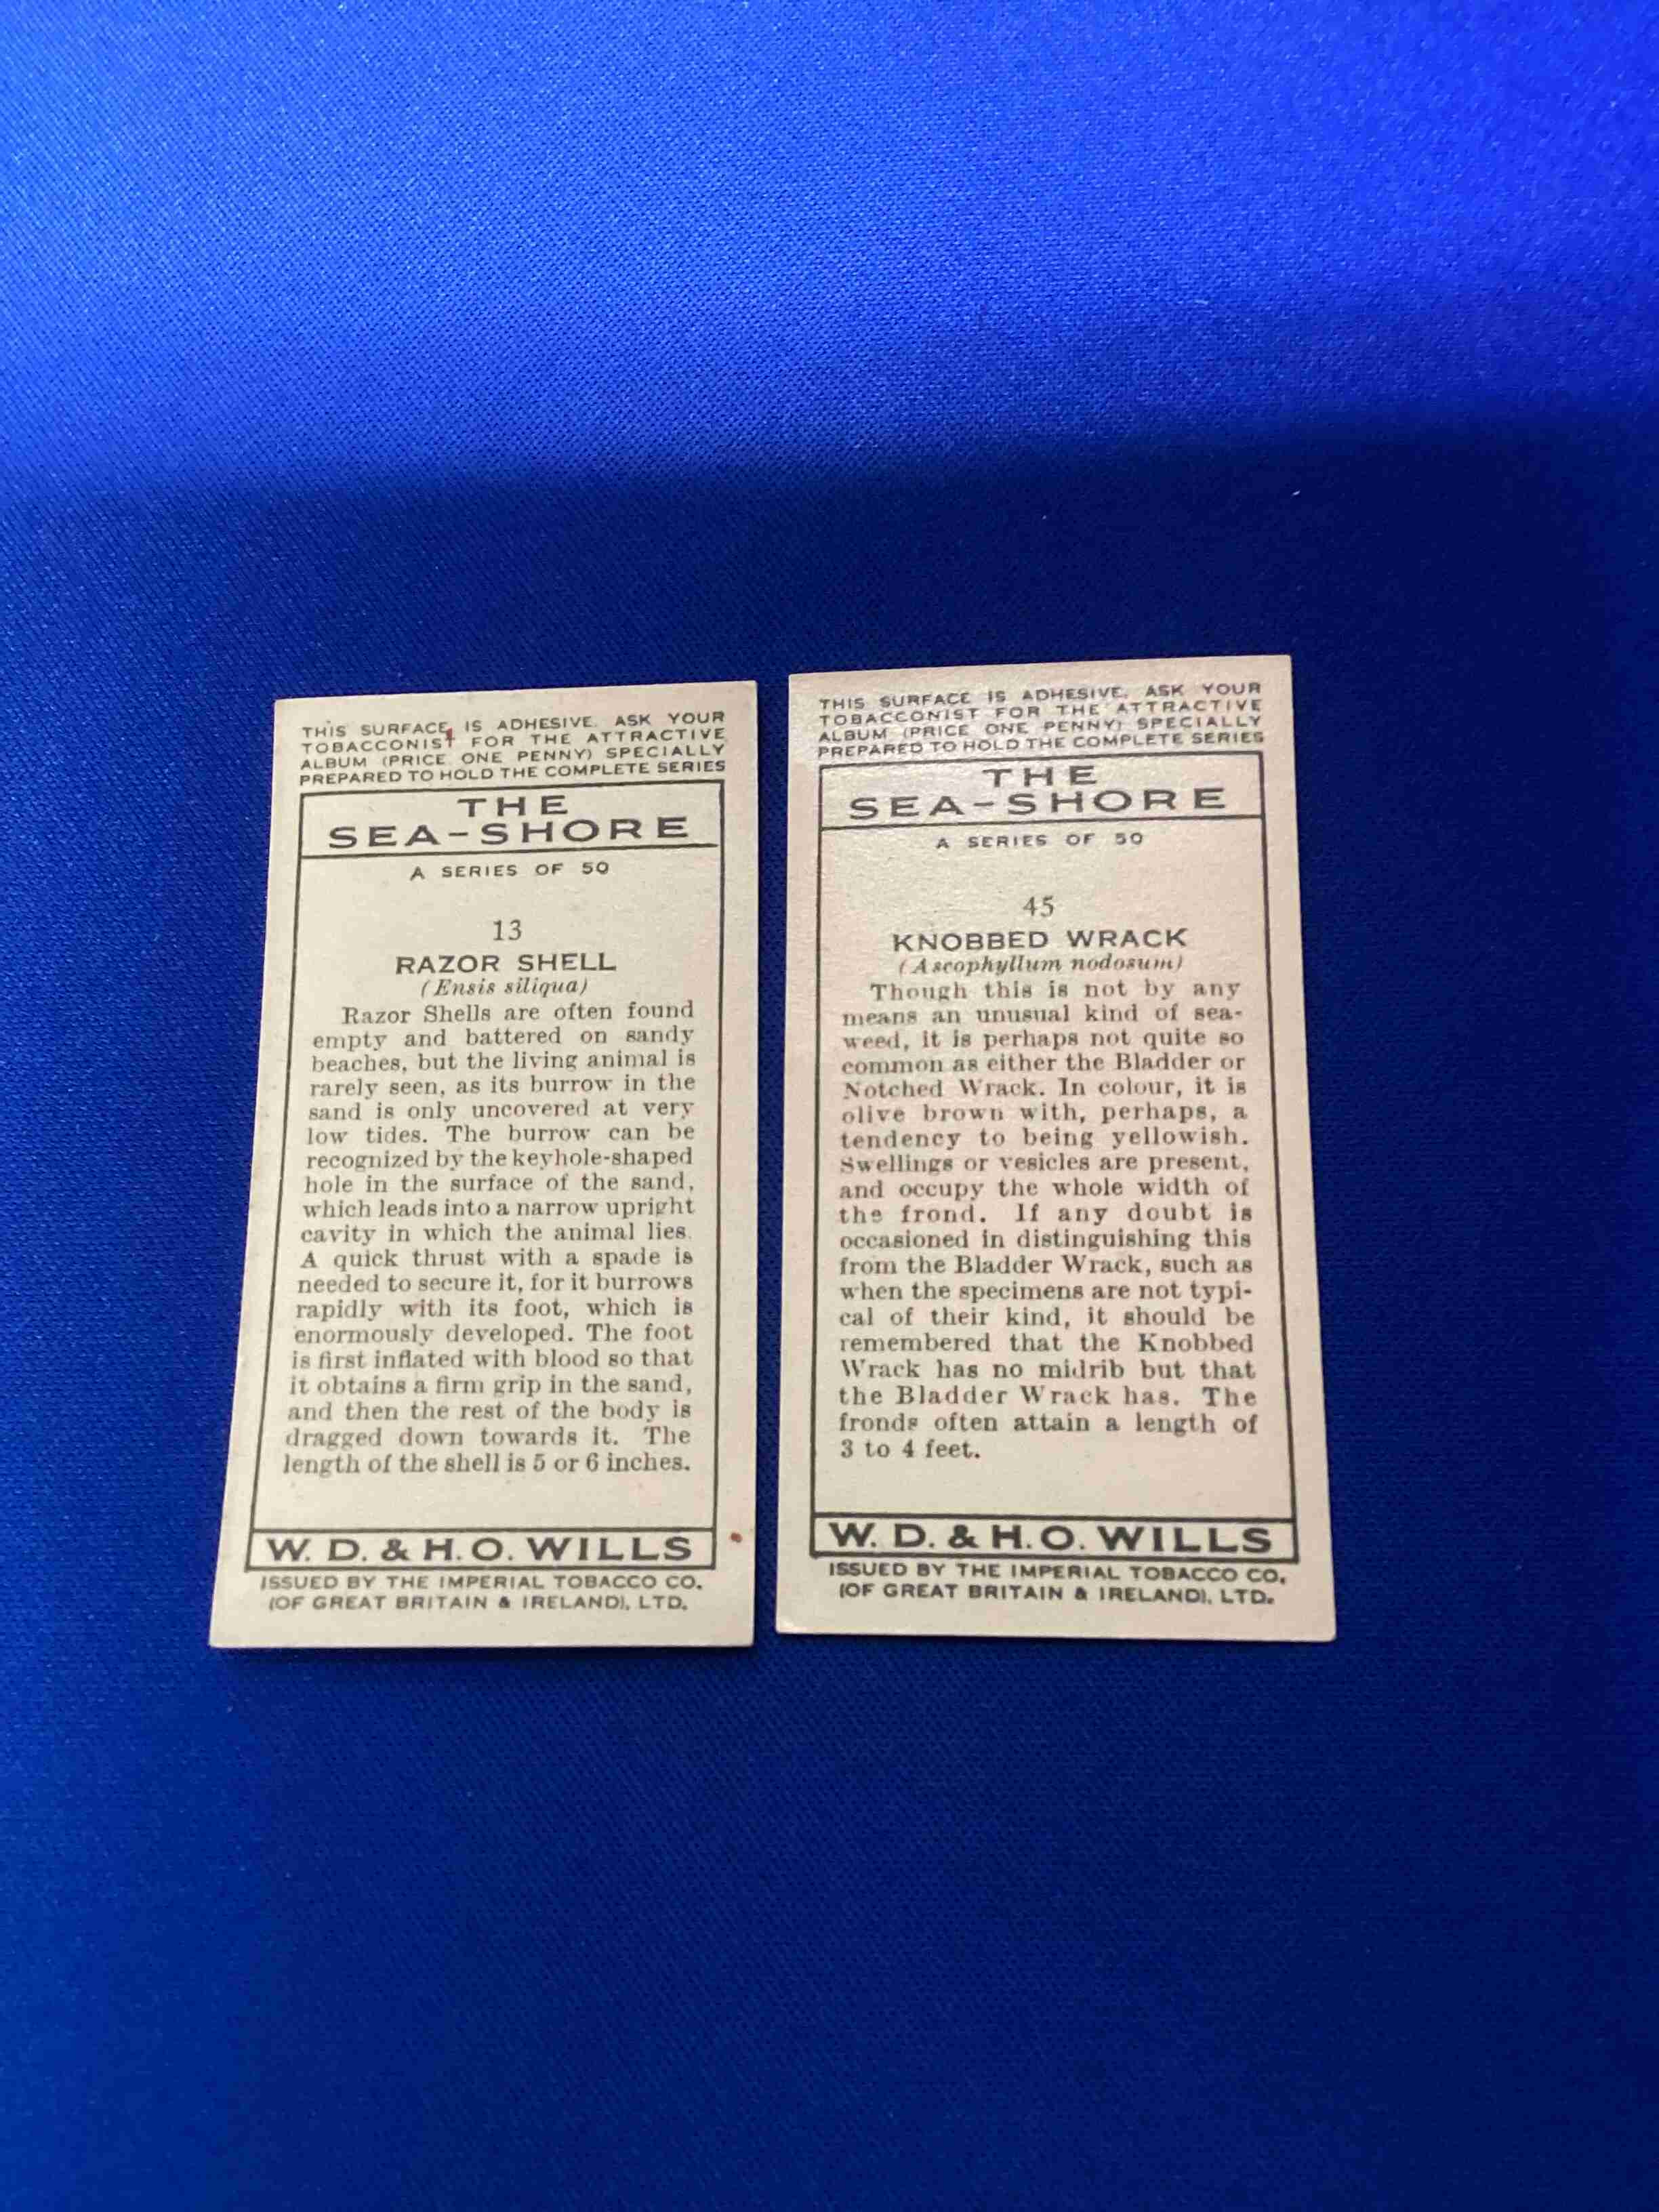 THIS SURFACE IS ADHESIVE. ASK YOUR
TOBACCONIST FOR THE ATTRACTIVE
ALBUM (PRICE ONE PENNY) SPECIALLY
PREPARED TO HOLD THE COMPLETE SERIES
THE
SEA-SHORE
A SERIES OF 50
13
RAZOR SHELL
(Ensis siliqua)
Razor Shells are often found
empty and battered on sandy
beaches, but the living animal is
rarely seen, as its burrow in the
sand is only uncovered at very
low tides. The burrow can be
recognized by the keyhole-shaped
hole in the surface of the sand,
which leads into a narrow upright
cavity in which the animal lies.
A quick thrust with a spade is
needed to secure it, for it burrows
rapidly with its foot, which is
enormously developed. The foot
is first inflated with blood so that
it obtains a firm grip in the sand,
and then the rest of the body is
dragged down towards it. The
length of the shell is 5 or 6 inches.
W. D. & H. O. WILLS
ISSUED BY THE IMPERIAL TOBACCO CO.
(OF GREAT BRITAIN & IRELAND), LTD.
THIS SURFACE IS ADHESIVE. ASK YOUR
TOBACCONIST FOR THE ATTRACTIVE
ALBUM (PRICE ONE PENNY) SPECIALLY
PREPARED TO HOLD THE COMPLETE SERIES
THE
SEA-SHORE
A SERIES OF 50
45
KNOBBED WRACK
(Ascophyllum nodosum)
Though this is not by any
means an unusual kind of sea-
weed, it is perhaps not quite so
common as either the Bladder or
Notched Wrack. In colour, it is
olive brown with, perhaps, a
tendency to being yellowish.
Swellings or vesicles are present,
and occupy the whole width of
the frond. If any doubt is
occasioned in distinguishing this
from the Bladder Wrack, such as
when the specimens are not typi-
cal of their kind, it should be
remembered that the Knobbed
Wrack has no midrib but that
the Bladder Wrack has. The
fronds often attain a length of
3 to 4 feet.
W. D. & H. O. WILLS
ISSUED BY THE IMPERIAL TOBACCO CO.
(OF GREAT BRITAIN & IRELAND), LTD.